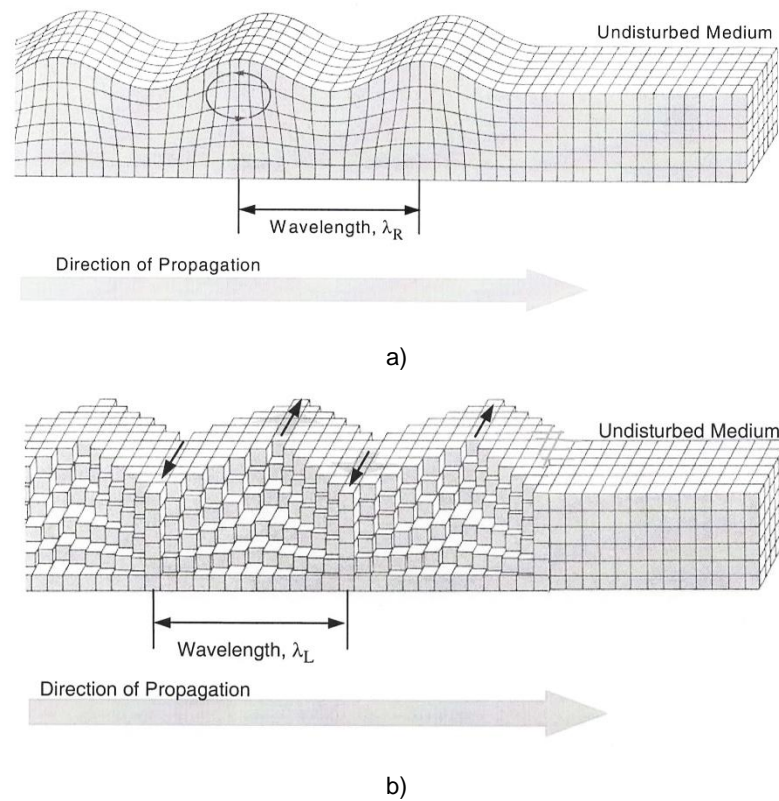 Undisturbed Medium
Wavelength, λR
Direction of Propagation
a)
Undisturbed Medium
Wavelength, λL
Direction of Propagation
b)